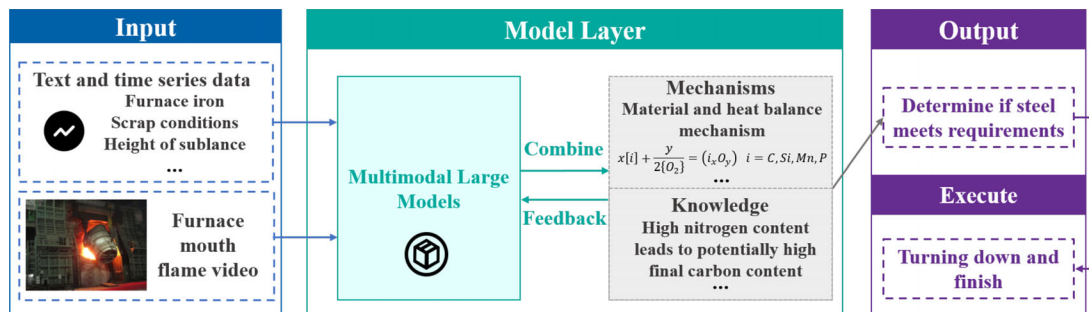 Input
Text and time series data
Furnace iron
Scrap conditions
Height of sublance
...
Furnace
mouth
flame video
Model Layer
Multimodal Large
Models
Combine
Feedback
Mechanisms
Material and heat balance
mechanism
x[i] + y/2{O₂} = (iₓOᵧ) i = C, Si, Mn, P
...
Knowledge
High nitrogen content
leads to potentially high
final carbon content
...
Output
Determine if steel
meets requirements
Execute
Turning down and
finish